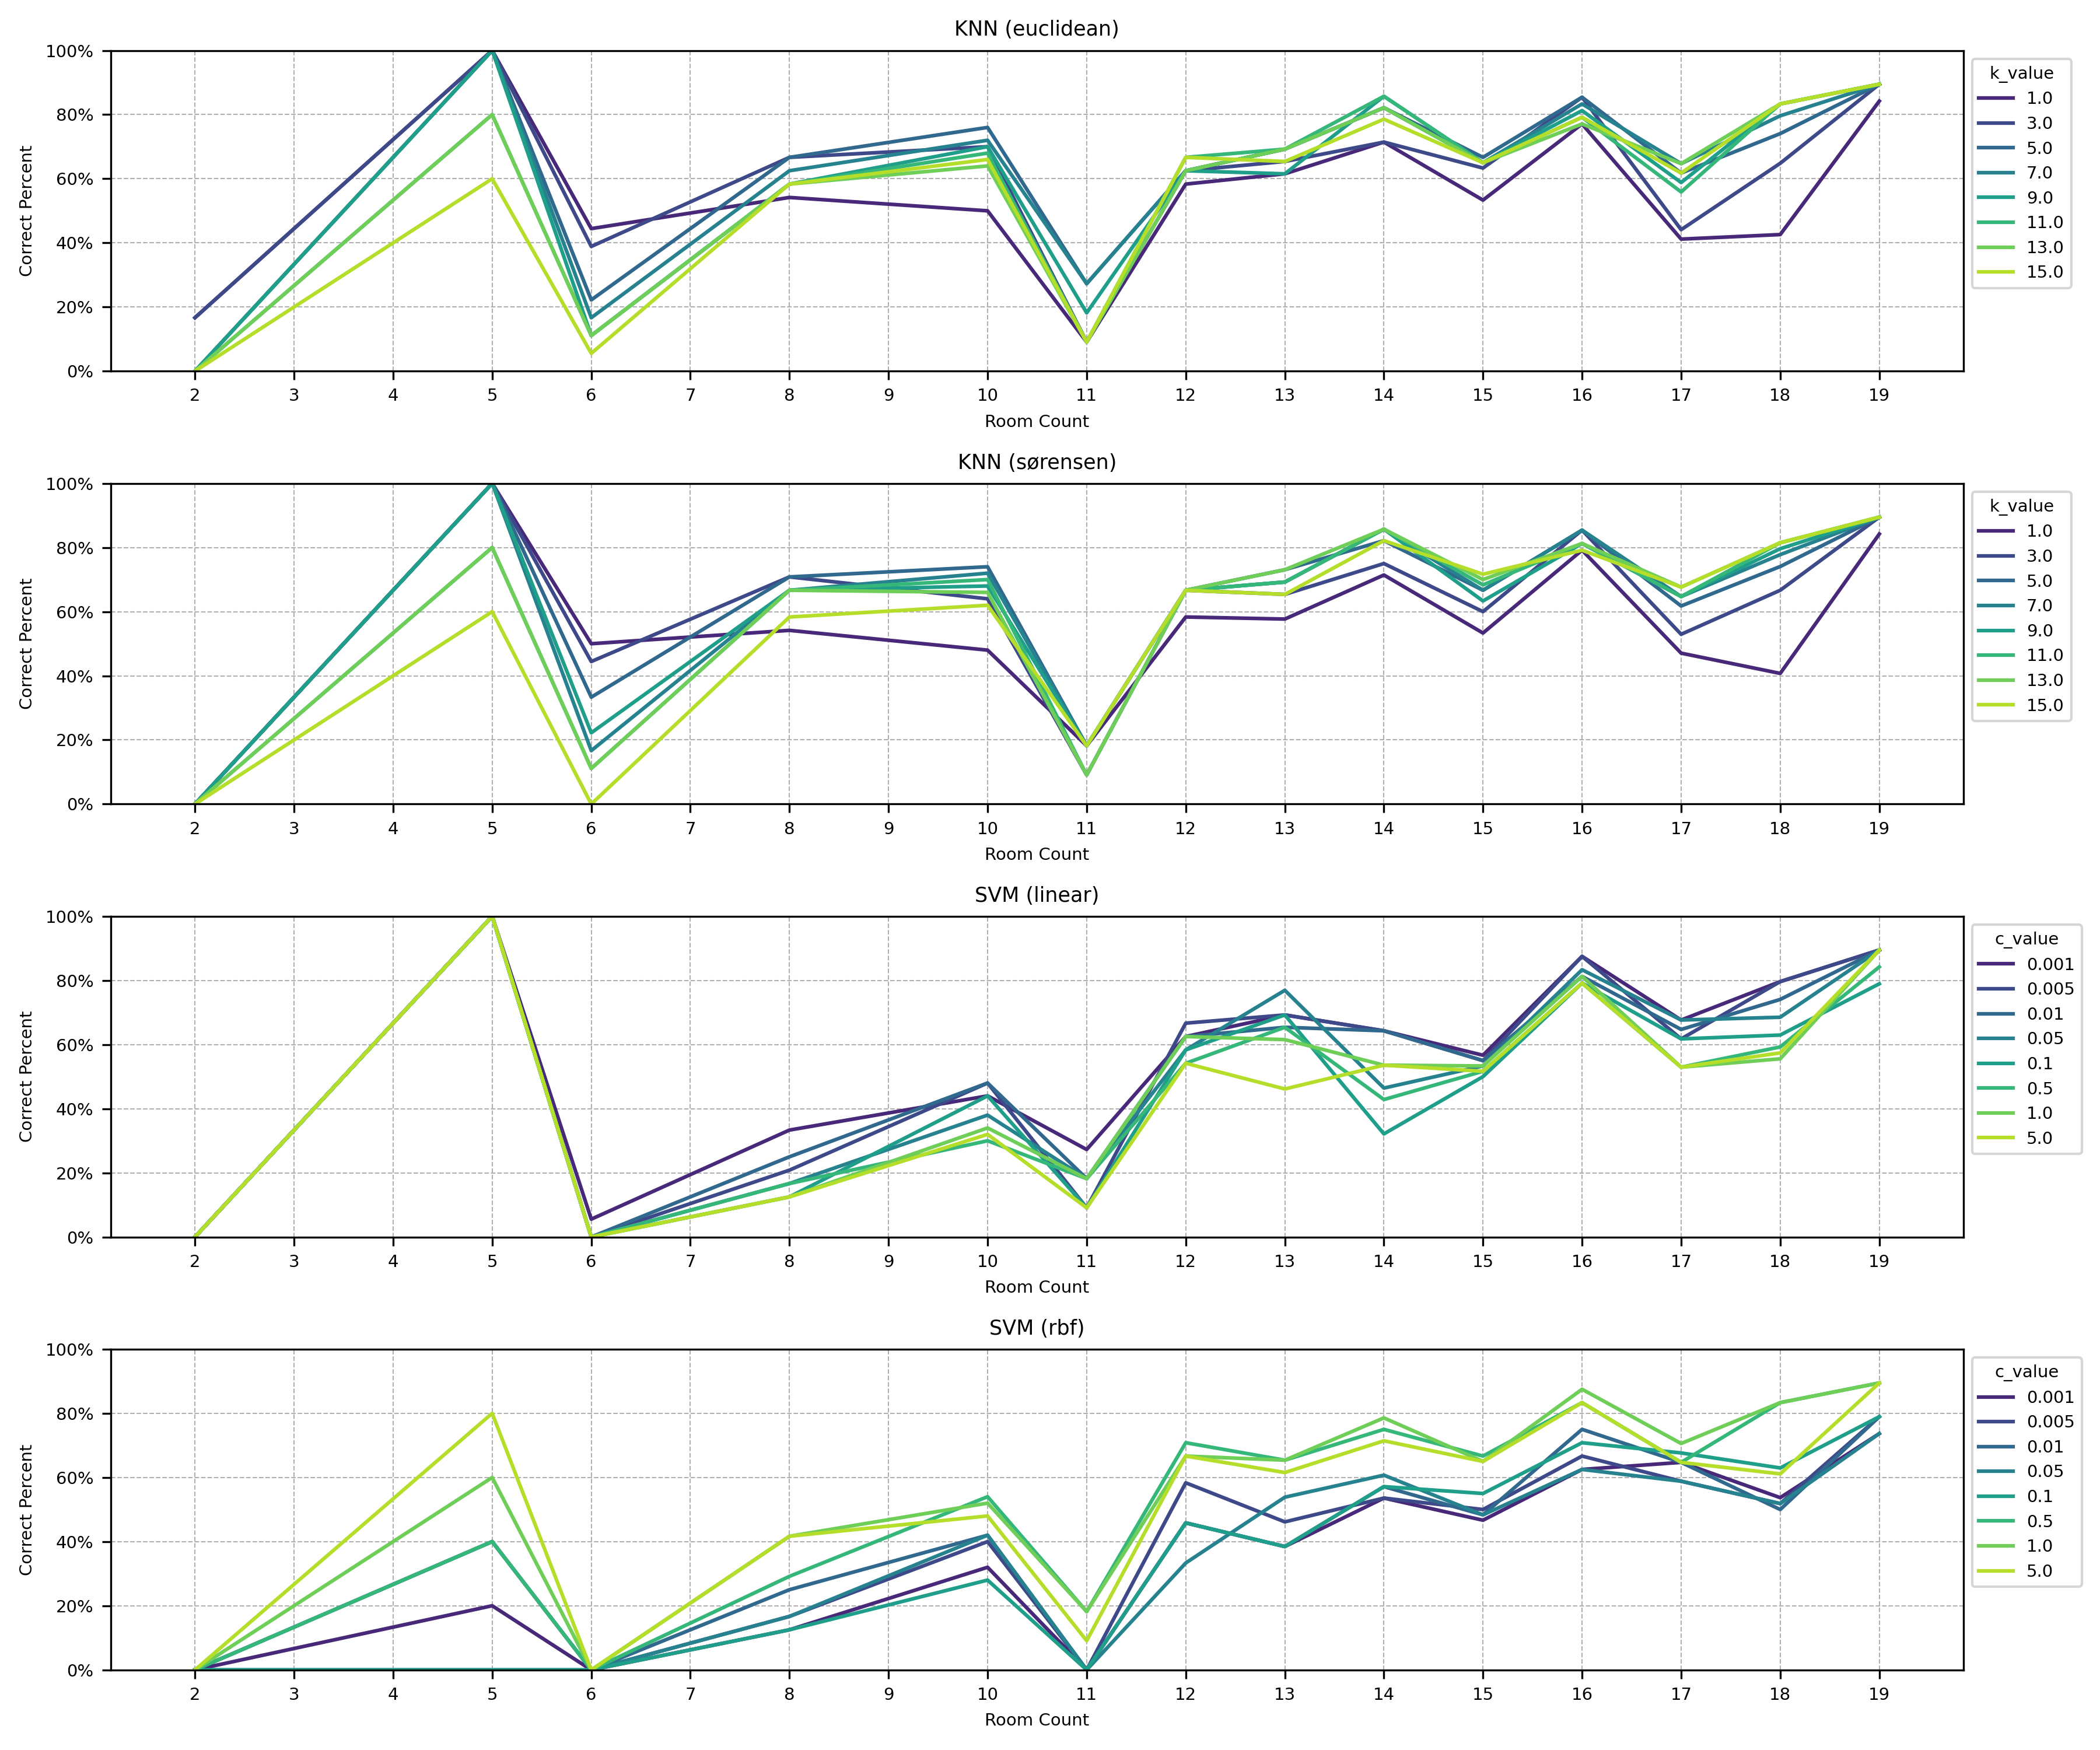 KNN (euclidean)
100%
80%
60%
40%
20%
0%
Correct Percent
2 3 4 5 6 7 8 9 10 11 12 13 14 15 16 17 18 19
Room Count
k_value
1.0
3.0
5.0
7.0
9.0
11.0
13.0
15.0
KNN (sørensen)
100%
80%
60%
40%
20%
0%
Correct Percent
2 3 4 5 6 7 8 9 10 11 12 13 14 15 16 17 18 19
Room Count
k_value
1.0
3.0
5.0
7.0
9.0
11.0
13.0
15.0
SVM (linear)
100%
80%
60%
40%
20%
0%
Correct Percent
2 3 4 5 6 7 8 9 10 11 12 13 14 15 16 17 18 19
Room Count
c_value
0.001
0.005
0.01
0.05
0.1
0.5
1.0
5.0
SVM (rbf)
100%
80%
60%
40%
20%
0%
Correct Percent
2 3 4 5 6 7 8 9 10 11 12 13 14 15 16 17 18 19
Room Count
c_value
0.001
0.005
0.01
0.05
0.1
0.5
1.0
5.0